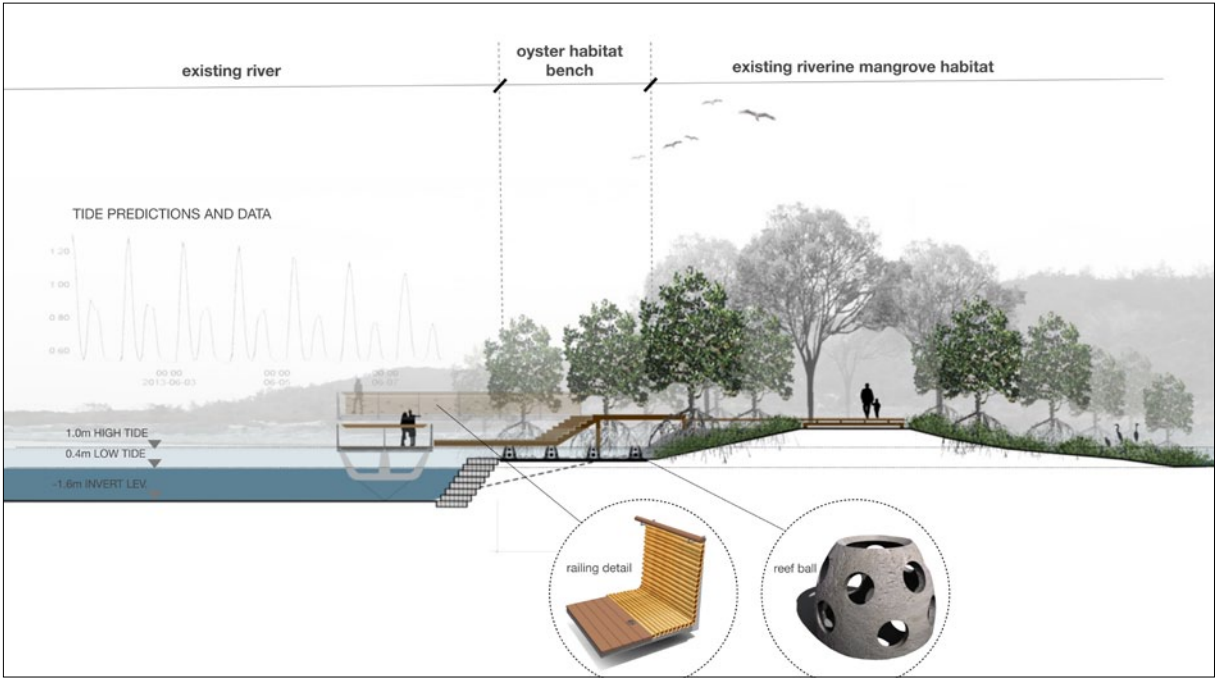 existing river
oyster habitat
bench
existing riverine mangrove habitat
TIDE PREDICTIONS AND DATA
1 20
1 00
0 80
0 60
00 00
2013-06-03
00 00
06-05
00 00
06-07
1.0m HIGH TIDE
0.4m LOW TIDE
-1.6m INVERT LEV.
railing detail
reef ball